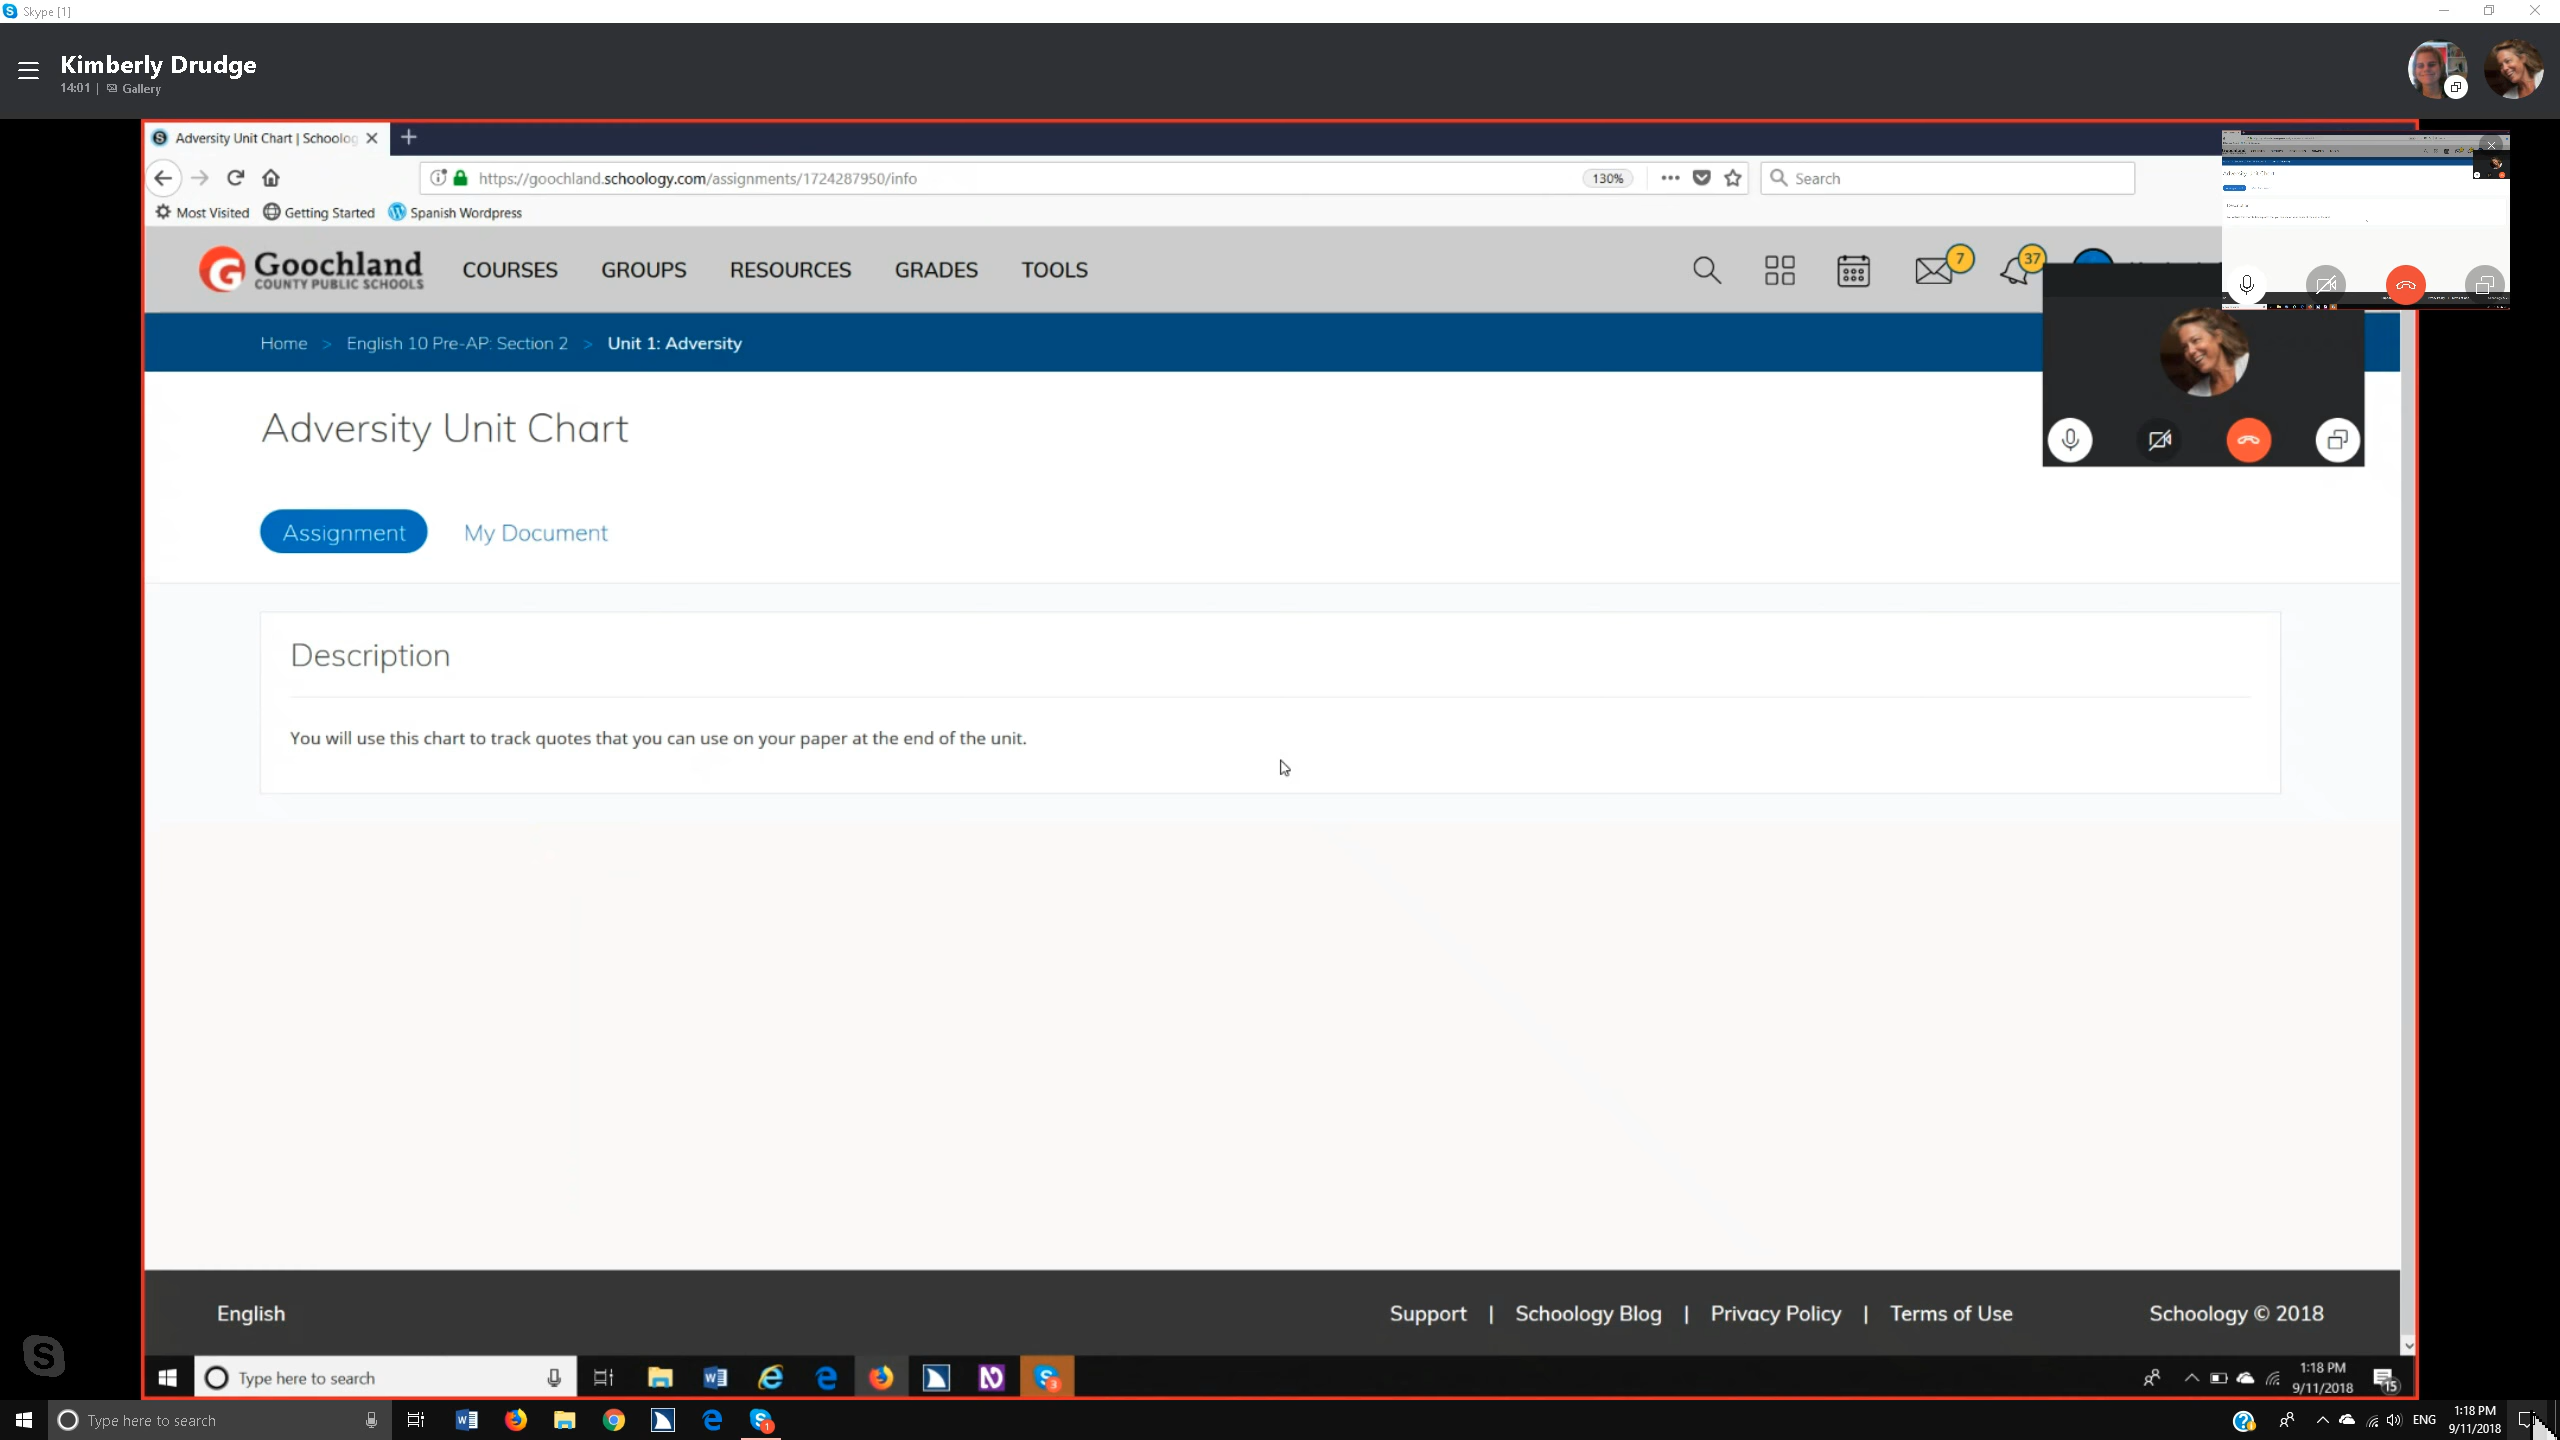 Skype [1]
Kimberly Drudge
14:01 | Gallery
Adversity Unit Chart | Schoolog
https://goochland.schoology.com/assignments/1724287950/info
130%
Search
Most Visited
Getting Started
Spanish Wordpress
Goochland
COUNTY PUBLIC SCHOOLS
COURSES
GROUPS
RESOURCES
GRADES
TOOLS
7
37
Home > English 10 Pre-AP: Section 2 > Unit 1: Adversity
Adversity Unit Chart
Assignment
My Document
Description
You will use this chart to track quotes that you can use on your paper at the end of the unit.
English
Support | Schoology Blog | Privacy Policy | Terms of Use
Schoology © 2018
Type here to search
3
1:18 PM
9/11/2018
15
Type here to search
1
ENG
1:18 PM
9/11/2018